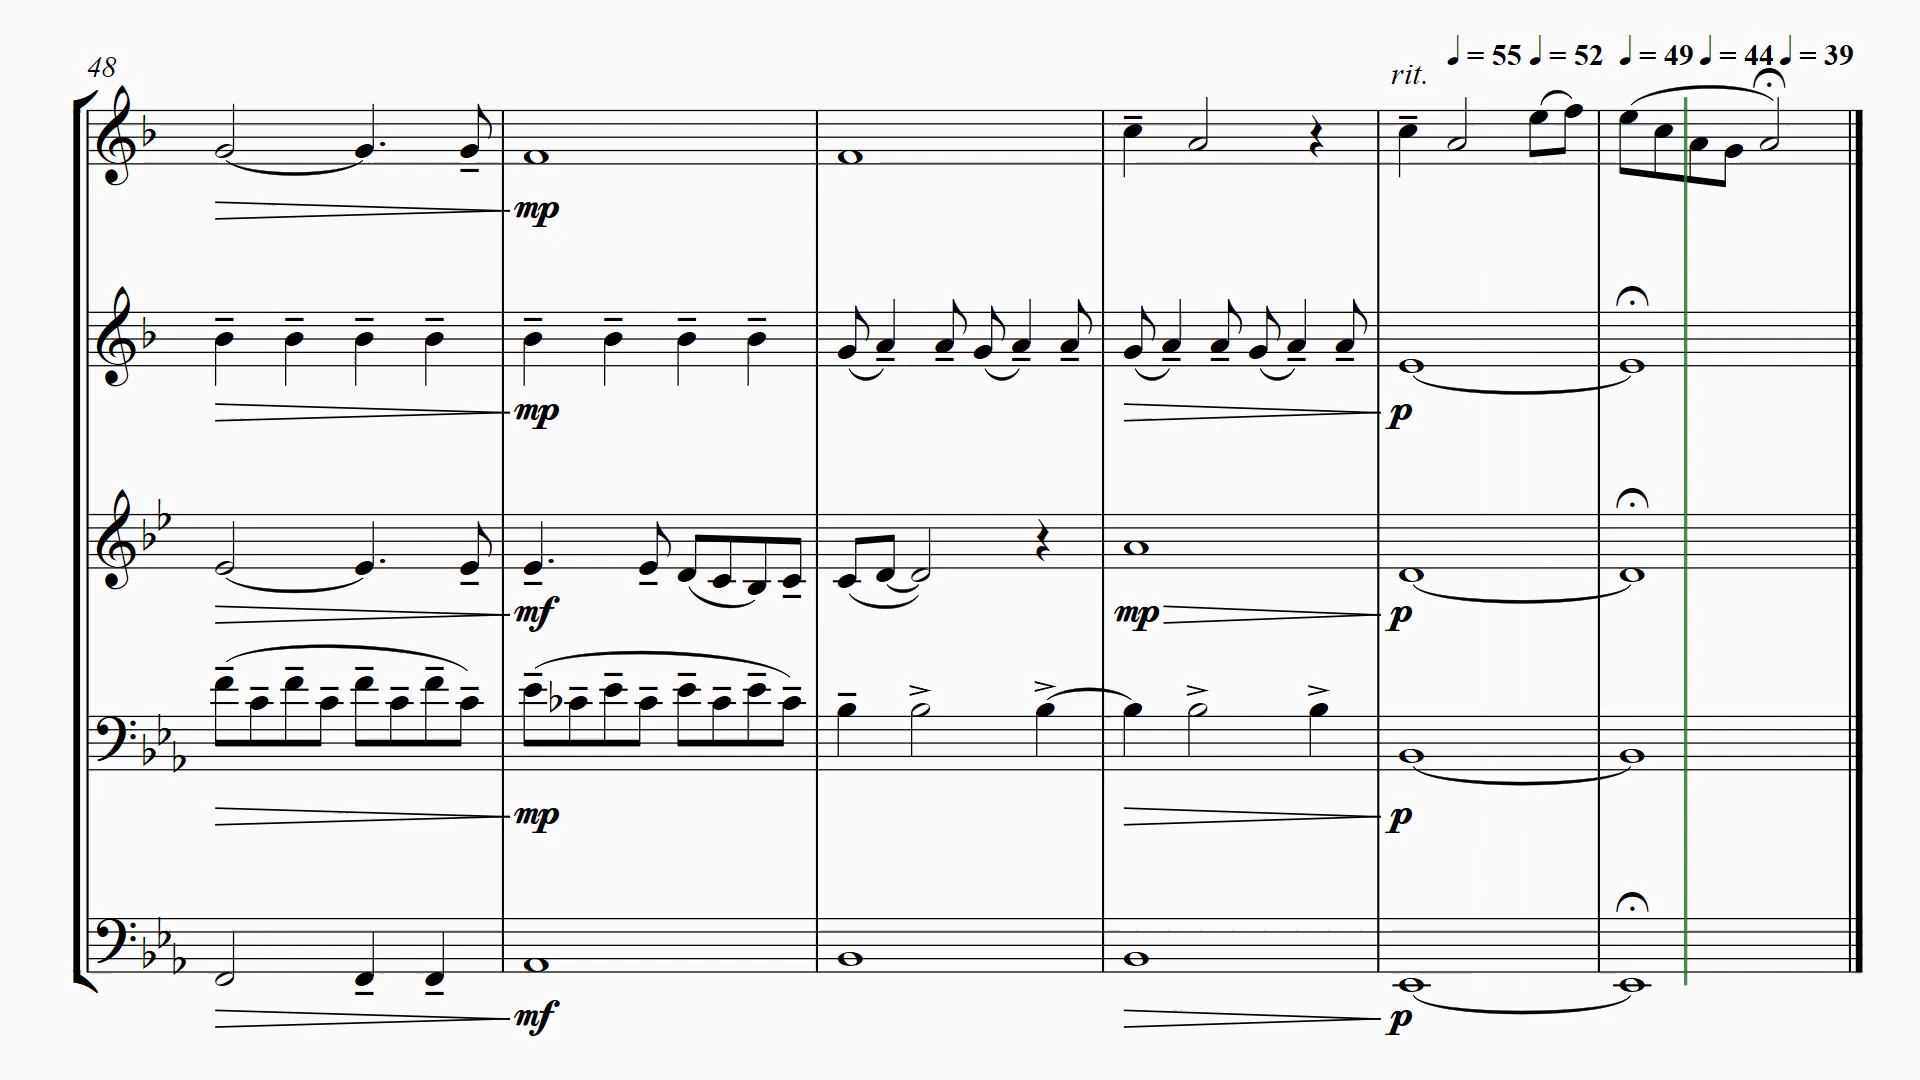 48
rit. ♩ = 55 ♩ = 52 ♩ = 49 ♩ = 44 ♩ = 39
mp
mp p
mf mp p
mp p
mf p